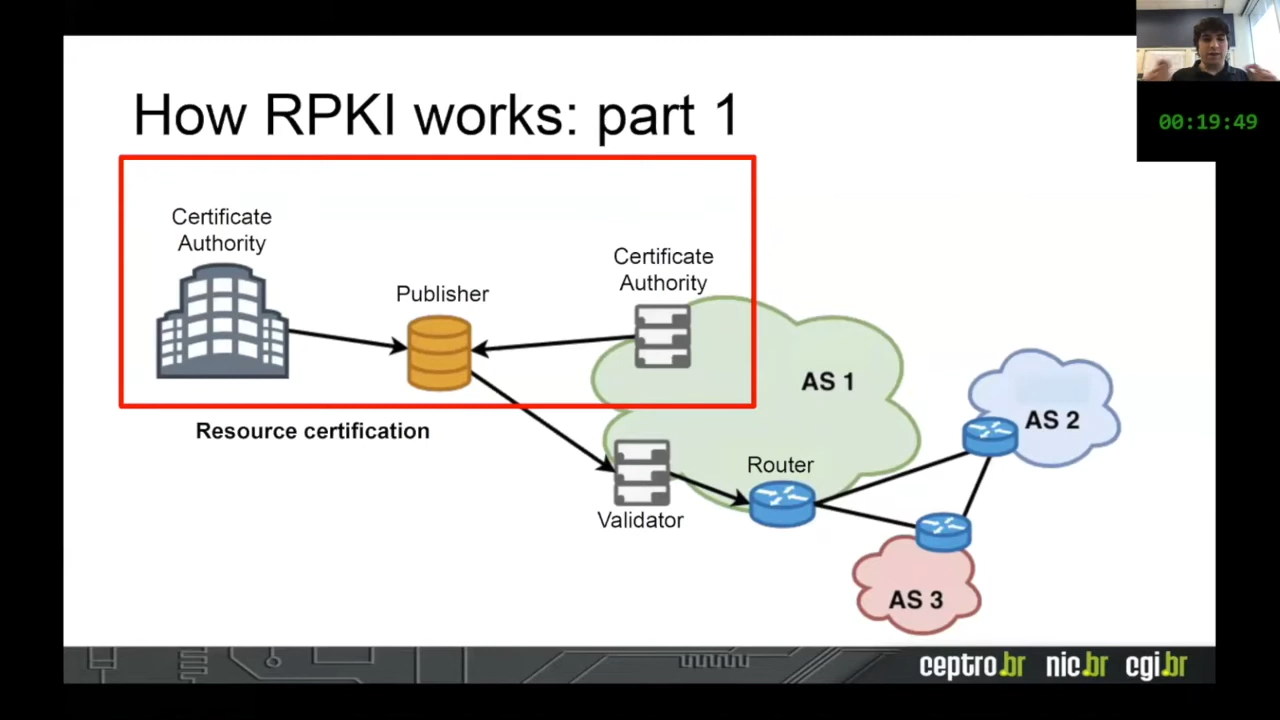 How RPKI works: part 1
00:19:49
Certificate
Authority
Certificate
Authority
Publisher
AS 1
AS 2
Resource certification
Router
Validator
AS 3
ceptro.br nic.br cgi.br